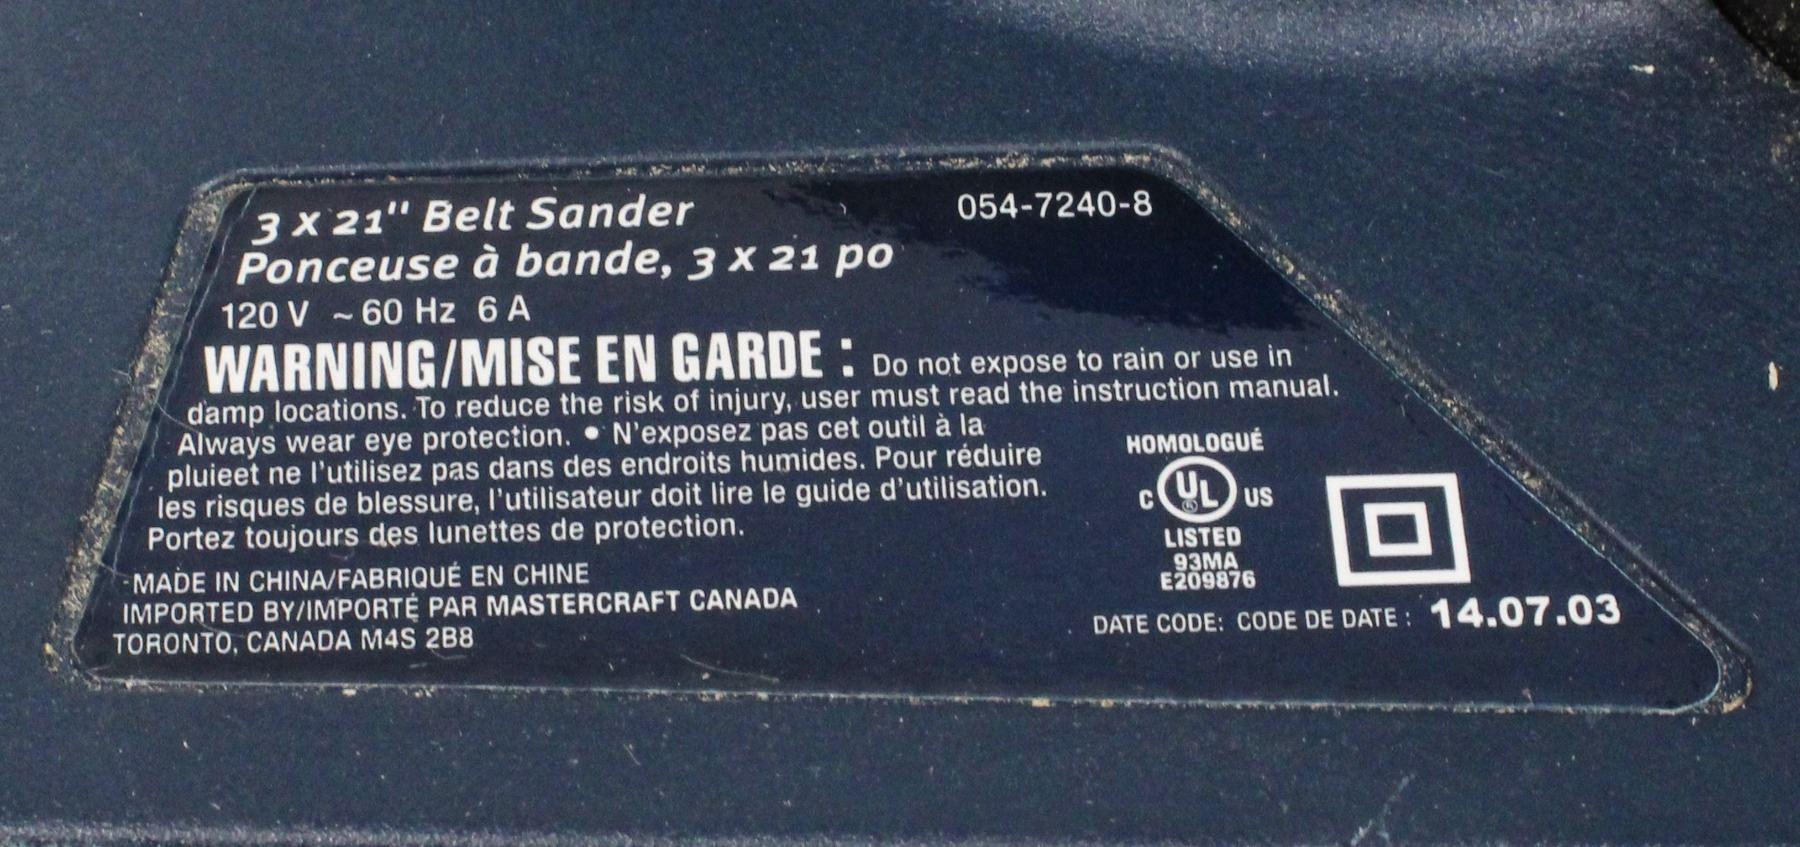 3 X 21" Belt Sander 054-7240-8
Ponceuse à bande, 3 X 21 po
120 V ~ 60 Hz 6 A
WARNING/MISE EN GARDE : Do not expose to rain or use in
damp locations. To reduce the risk of injury, user must read the instruction manual.
Always wear eye protection. • N'exposez pas cet outil à la
pluieet ne l'utilisez pas dans des endroits humides. Pour réduire
les risques de blessure, l'utilisateur doit lire le guide d'utilisation.
Portez toujours des lunettes de protection.
MADE IN CHINA/FABRIQUÉ EN CHINE
IMPORTED BY/IMPORTÉ PAR MASTERCRAFT CANADA
TORONTO, CANADA M4S 2B8
HOMOLOGUÉ
C UL® US
LISTED
93MA
E209876
DATE CODE: CODE DE DATE : 14.07.03